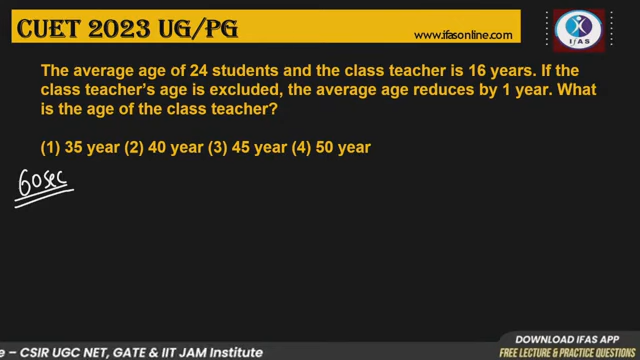 CUET 2023 UG/PG
www.ifasonline.com
IFAS
The average age of 24 students and the class teacher is 16 years. If the
class teacher's age is excluded, the average age reduces by 1 year. What
is the age of the class teacher?
(1) 35 year (2) 40 year (3) 45 year (4) 50 year
60 sec
e – CSIR UGC NET, GATE & IIT JAM Institute
DOWNLOAD IFAS APP
FREE LECTURE & PRACTICE QUESTIONS